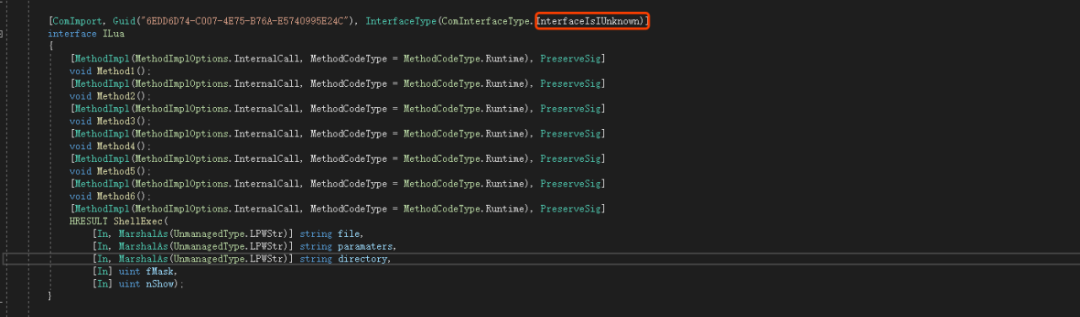 [ComImport, Guid("6EDD6D74-C007-4E75-B76A-E5740995E24C"), InterfaceType(ComInterfaceType.InterfaceIsIUnknown)]
interface ILua
{
[MethodImpl(MethodImplOptions.InternalCall, MethodCodeType = MethodCodeType.Runtime), PreserveSig]
void Method1();
[MethodImpl(MethodImplOptions.InternalCall, MethodCodeType = MethodCodeType.Runtime), PreserveSig]
void Method2();
[MethodImpl(MethodImplOptions.InternalCall, MethodCodeType = MethodCodeType.Runtime), PreserveSig]
void Method3();
[MethodImpl(MethodImplOptions.InternalCall, MethodCodeType = MethodCodeType.Runtime), PreserveSig]
void Method4();
[MethodImpl(MethodImplOptions.InternalCall, MethodCodeType = MethodCodeType.Runtime), PreserveSig]
void Method5();
[MethodImpl(MethodImplOptions.InternalCall, MethodCodeType = MethodCodeType.Runtime), PreserveSig]
void Method6();
[MethodImpl(MethodImplOptions.InternalCall, MethodCodeType = MethodCodeType.Runtime), PreserveSig]
HRESULT ShellExec(
[In, MarshalAs(UnmanagedType.LPWStr)] string file,
[In, MarshalAs(UnmanagedType.LPWStr)] string paramaters,
[In, MarshalAs(UnmanagedType.LPWStr)] string directory,
[In] uint fMask,
[In] uint nShow);
}